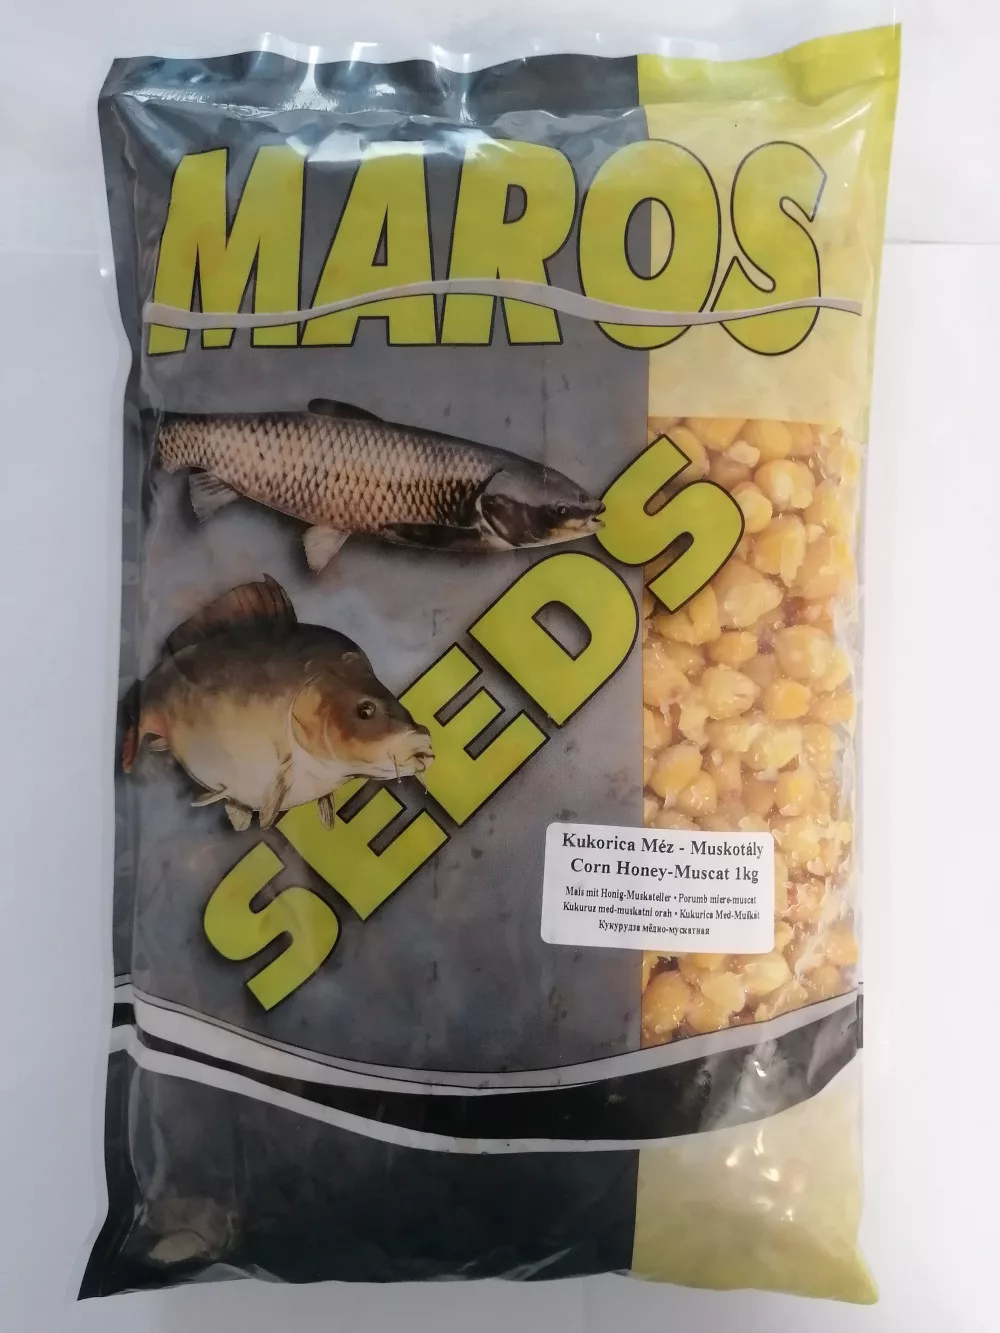 MAROS
SEEDS
Kukorica Méz - Muskotály
Corn Honey-Muscat 1kg
Mais mit Honig-Muskateller • Porumb miere-muscat
Kukuruz med-muskatni orah • Kukurica Med-Muškát
Кукурудза мёдно-мускатная